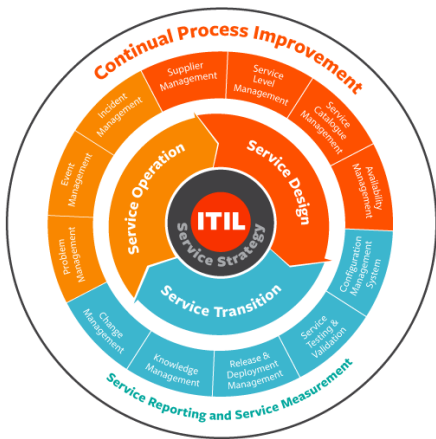 Continual Process Improvement
Supplier
Management
Service
Level
Management
Service
Catalogue
Management
Availability
Management
Configuration
Management
System
Service
Testing &
Validation
Release &
Deployment
Management
Knowledge
Management
Change
Management
Problem
Management
Event
Management
Incident
Management
Service Design
Service Transition
Service Operation
ITIL
Service Strategy
Service Reporting and Service Measurement